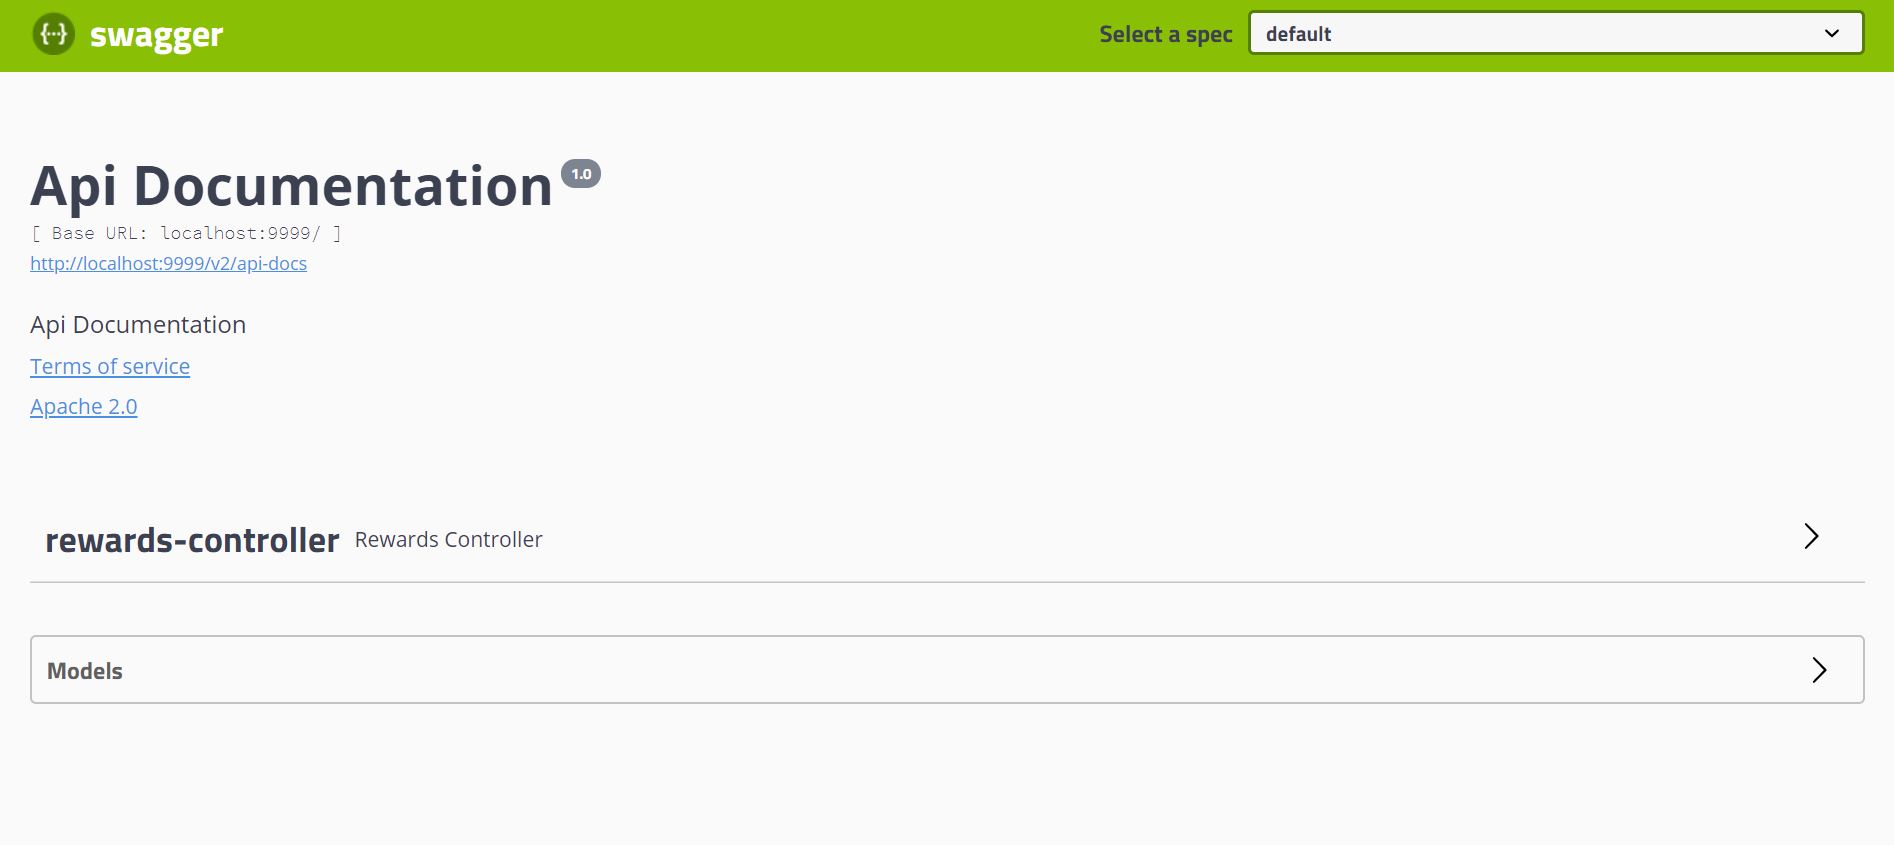 {···} swagger
Select a spec
default
Api Documentation 1.0
[ Base URL: localhost:9999/ ]
http://localhost:9999/v2/api-docs
Api Documentation
Terms of service
Apache 2.0
rewards-controller Rewards Controller
Models